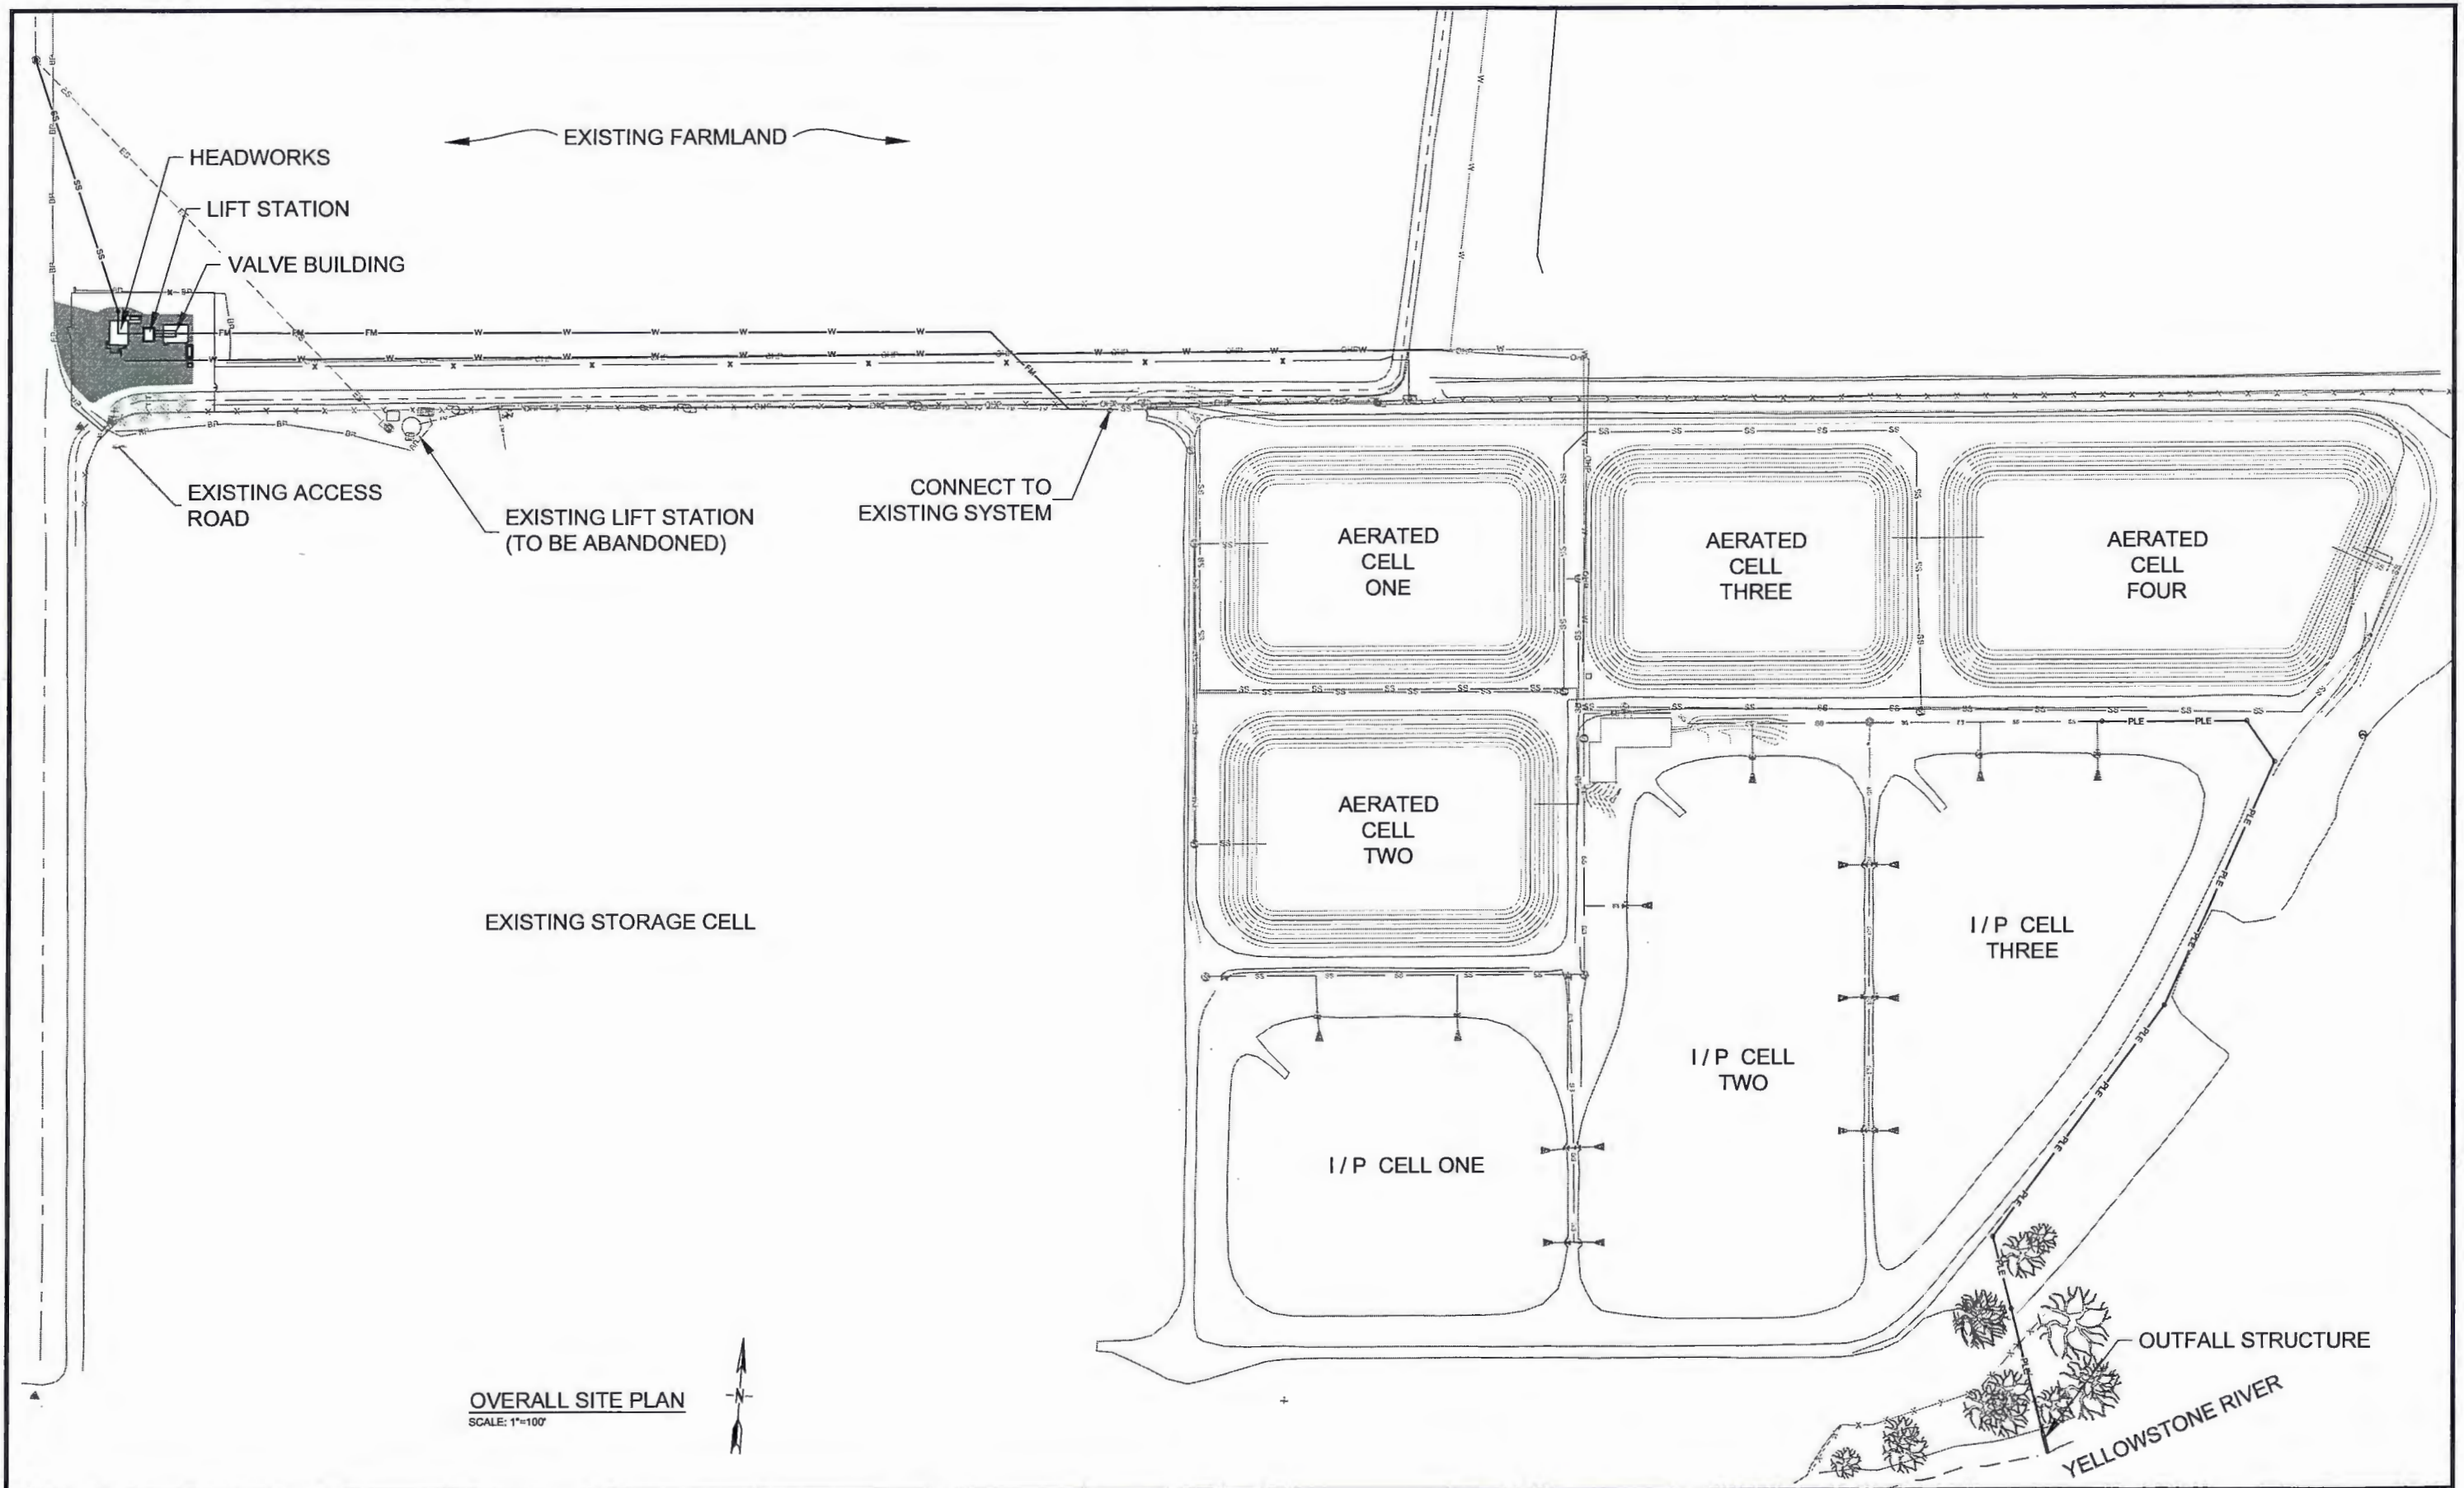 EXISTING FARMLAND
HEADWORKS
LIFT STATION
VALVE BUILDING
EXISTING ACCESS
ROAD
EXISTING LIFT STATION
(TO BE ABANDONED)
CONNECT TO
EXISTING SYSTEM
AERATED
CELL
ONE
AERATED
CELL
THREE
AERATED
CELL
FOUR
AERATED
CELL
TWO
EXISTING STORAGE CELL
I / P CELL
THREE
I / P CELL
TWO
I / P CELL ONE
OUTFALL STRUCTURE
YELLOWSTONE RIVER
OVERALL SITE PLAN
SCALE: 1"=100'
N